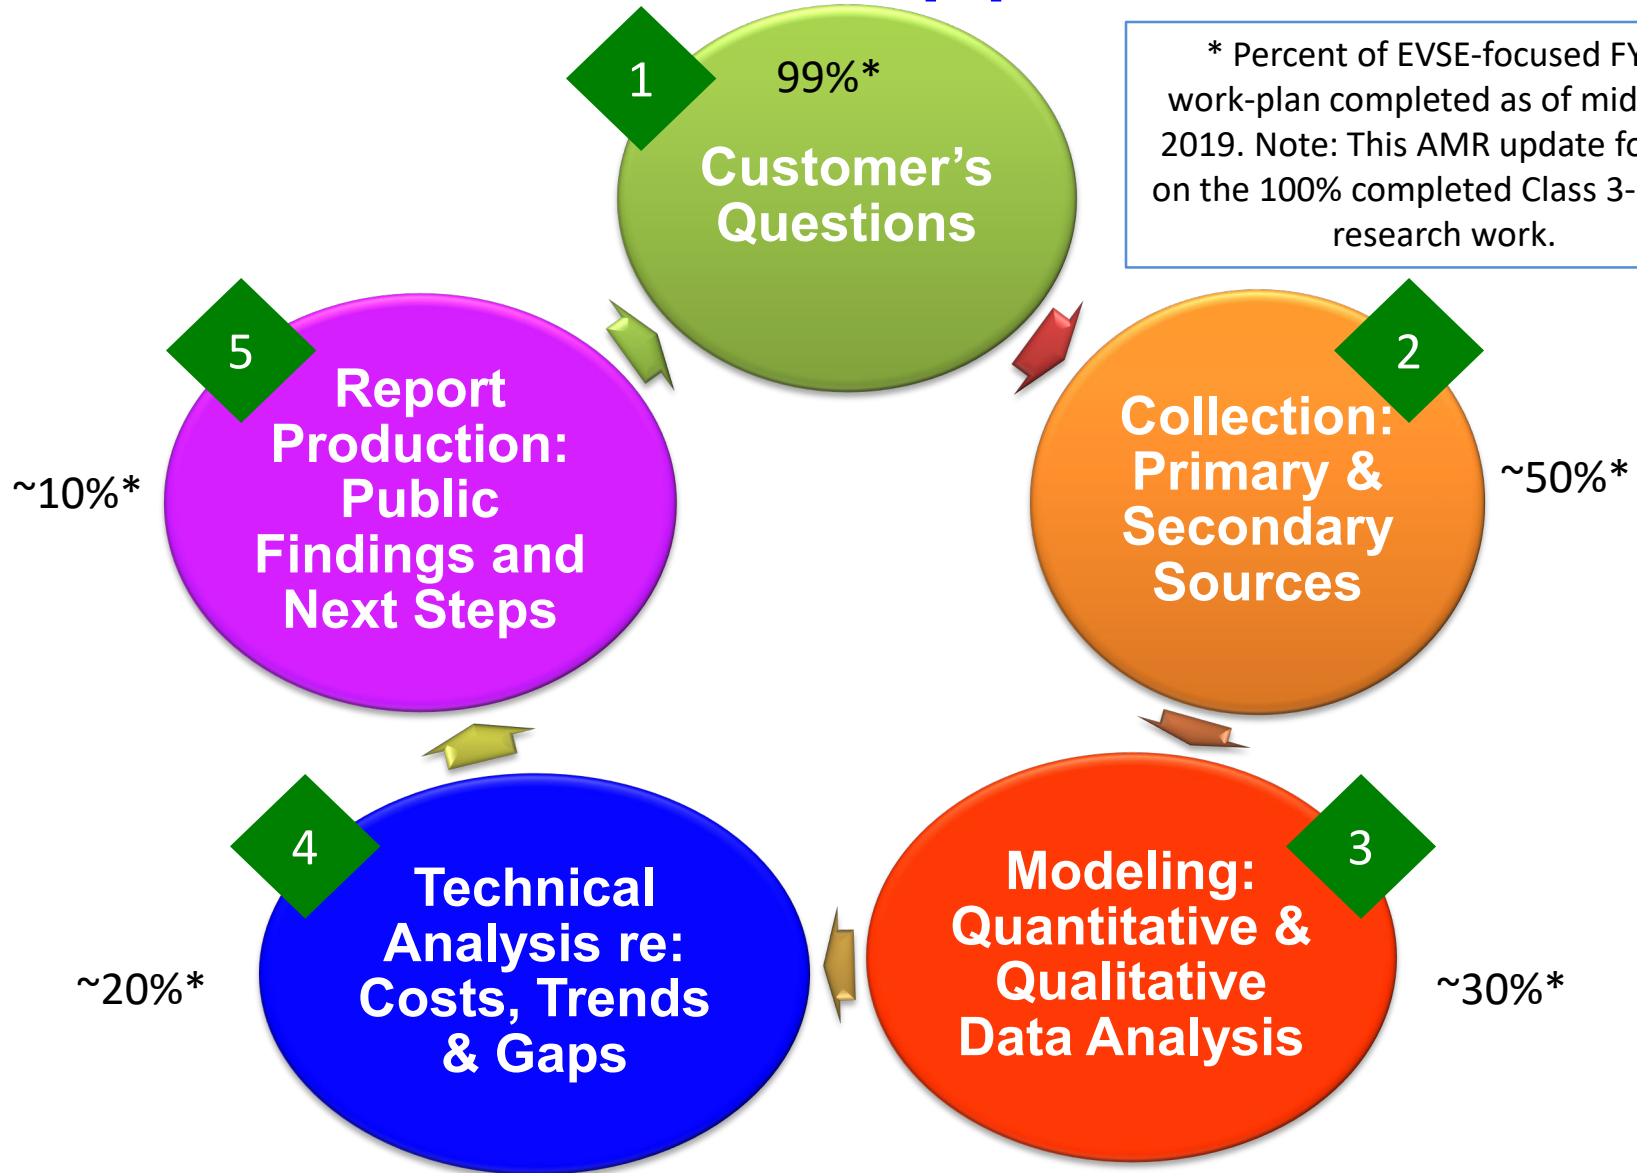 1
99%*
Customer’s
Questions
* Percent of EVSE-focused FY
work-plan completed as of mid
2019. Note: This AMR update
on the 100% completed Class 3-
research work.
2
Collection:
Primary &
Secondary
Sources
~50%*
3
Modeling:
Quantitative &
Qualitative
Data Analysis
~30%*
4
Technical
Analysis re:
Costs, Trends
& Gaps
~20%*
5
Report
Production:
Public
Findings and
Next Steps
~10%*